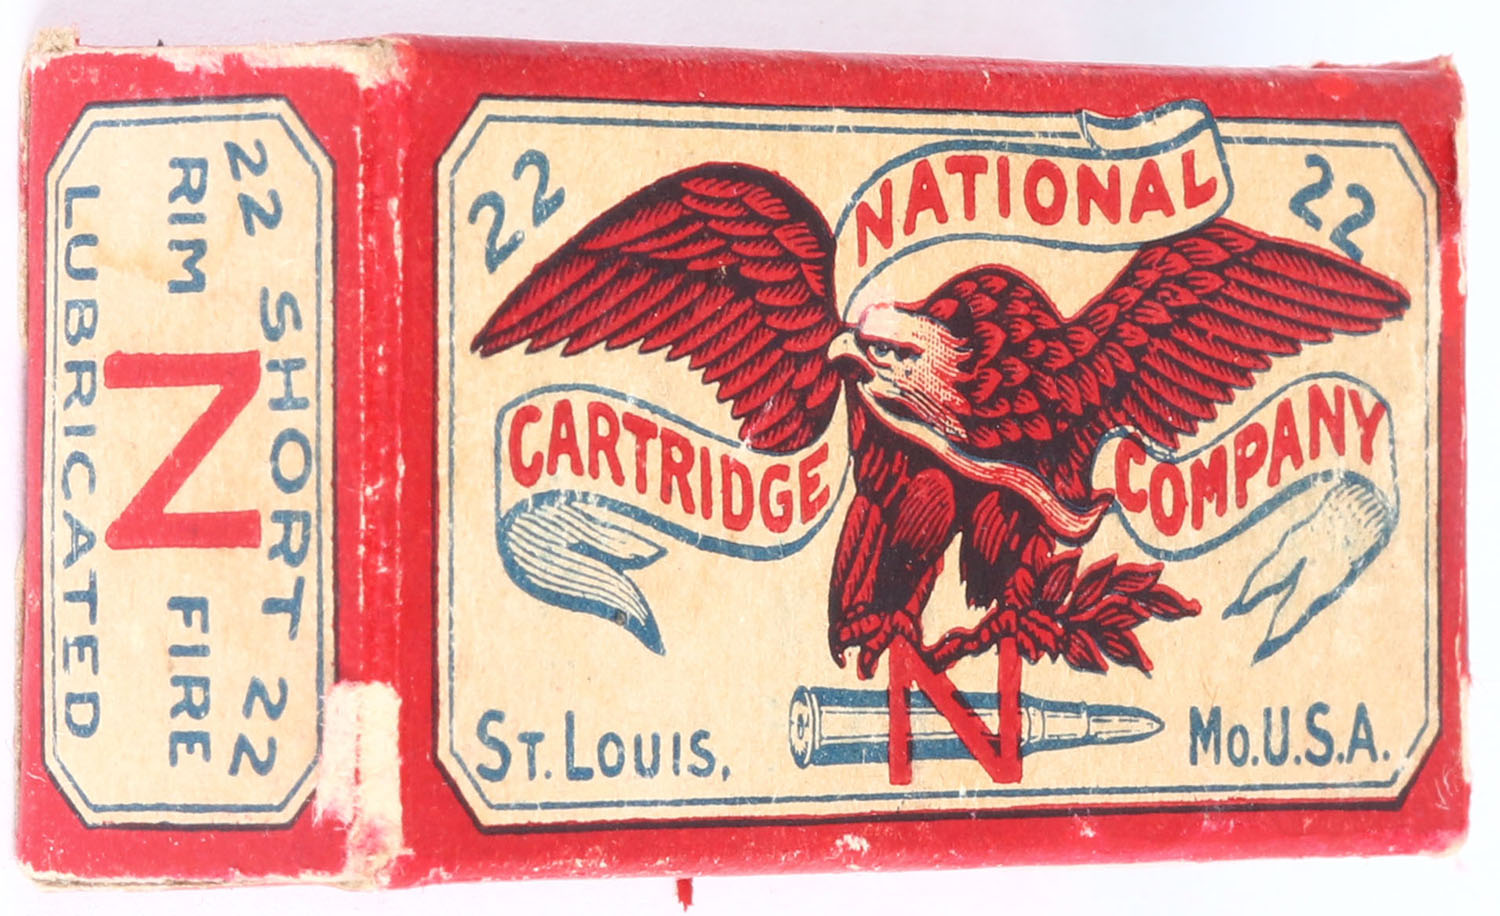 22 NATIONAL 22
CARTRIDGE COMPANY
N
ST. LOUIS, MO. U.S.A.
22 SHORT 22
RIM FIRE
N
LUBRICATED